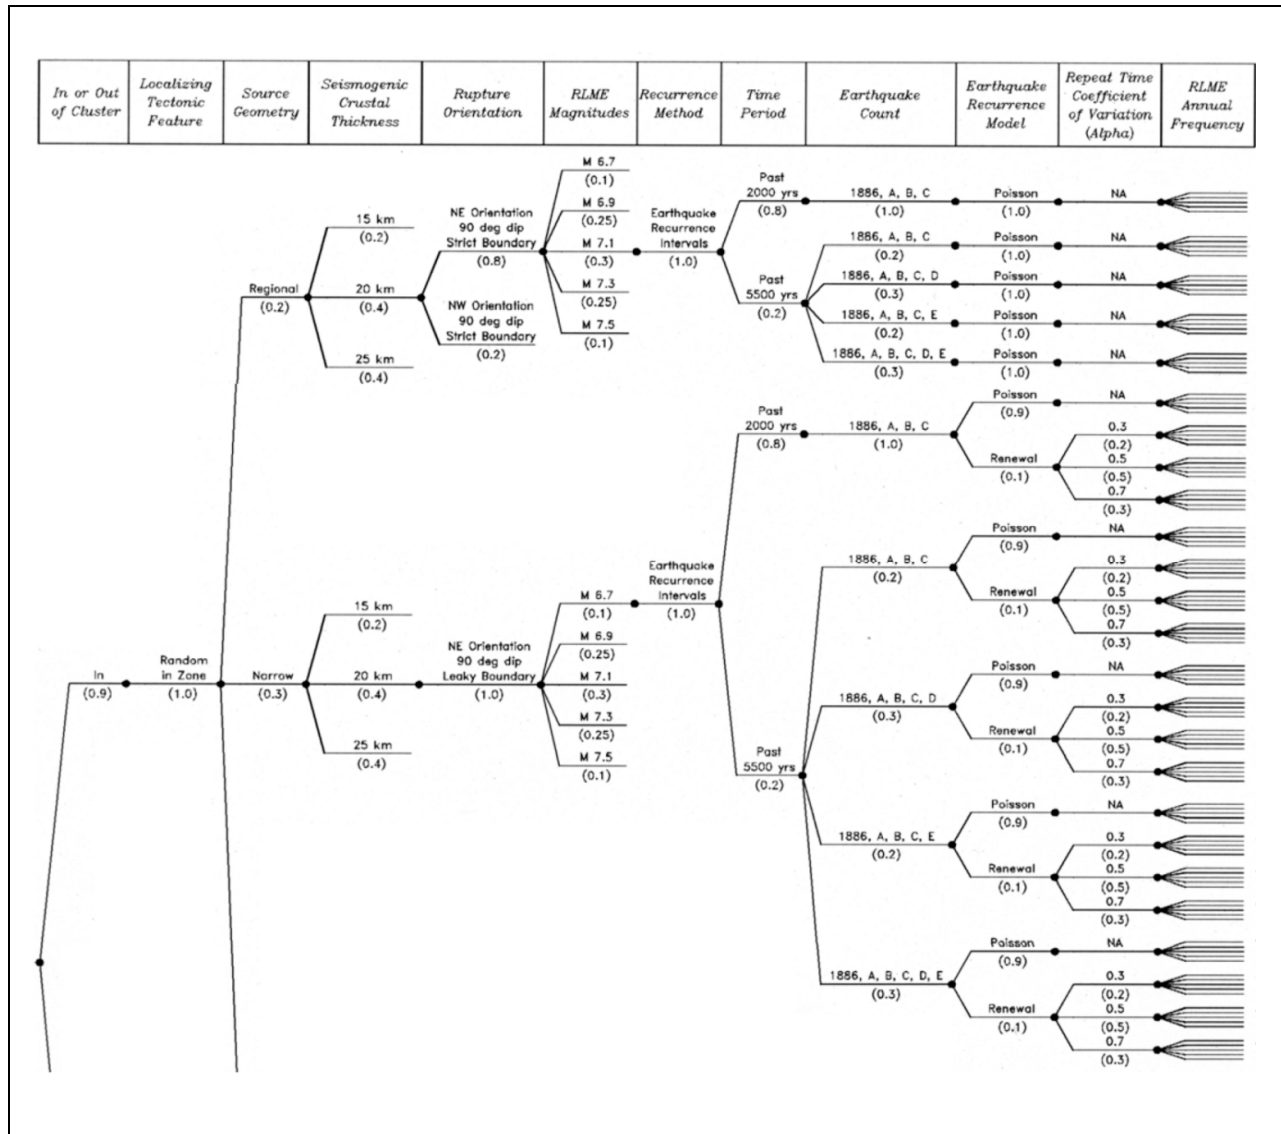 In or Out
of Cluster
Localizing
Tectonic
Feature
Source
Geometry
Seismogenic
Crustal
Thickness
Rupture
Orientation
RLME
Magnitudes
Recurrence
Method
Time
Period
Earthquake
Count
Earthquake
Recurrence
Model
Repeat Time
Coefficient
of Variation
(Alpha)
RLME
Annual
Frequency
In
(0.9)
Random
in Zone
(1.0)
Regional
(0.2)
15 km
(0.2)
20 km
(0.4)
25 km
(0.4)
NE Orientation
90 deg dip
Strict Boundary
(0.8)
NW Orientation
90 deg dip
Strict Boundary
(0.2)
M 6.7
(0.1)
M 6.9
(0.25)
M 7.1
(0.3)
M 7.3
(0.25)
M 7.5
(0.1)
Earthquake
Recurrence
Intervals
(1.0)
Past
2000 yrs
(0.8)
1886, A, B, C
(1.0)
Poisson
(1.0)
NA
Past
5500 yrs
(0.2)
1886, A, B, C
(0.2)
Poisson
(1.0)
NA
1886, A, B, C, D
(0.3)
Poisson
(1.0)
NA
1886, A, B, C, E
(0.2)
Poisson
(1.0)
NA
1886, A, B, C, D, E
(0.3)
Poisson
(1.0)
NA
Narrow
(0.3)
15 km
(0.2)
20 km
(0.4)
25 km
(0.4)
NE Orientation
90 deg dip
Leaky Boundary
(1.0)
M 6.7
(0.1)
M 6.9
(0.25)
M 7.1
(0.3)
M 7.3
(0.25)
M 7.5
(0.1)
Earthquake
Recurrence
Intervals
(1.0)
Past
2000 yrs
(0.8)
1886, A, B, C
(1.0)
Poisson
(0.9)
NA
Renewal
(0.1)
0.3
(0.2)
0.5
(0.5)
0.7
(0.3)
Past
5500 yrs
(0.2)
1886, A, B, C
(0.2)
Poisson
(0.9)
NA
Renewal
(0.1)
0.3
(0.2)
0.5
(0.5)
0.7
(0.3)
1886, A, B, C, D
(0.3)
Poisson
(0.9)
NA
Renewal
(0.1)
0.3
(0.2)
0.5
(0.5)
0.7
(0.3)
1886, A, B, C, E
(0.2)
Poisson
(0.9)
NA
Renewal
(0.1)
0.3
(0.2)
0.5
(0.5)
0.7
(0.3)
1886, A, B, C, D, E
(0.3)
Poisson
(0.9)
NA
Renewal
(0.1)
0.3
(0.2)
0.5
(0.5)
0.7
(0.3)